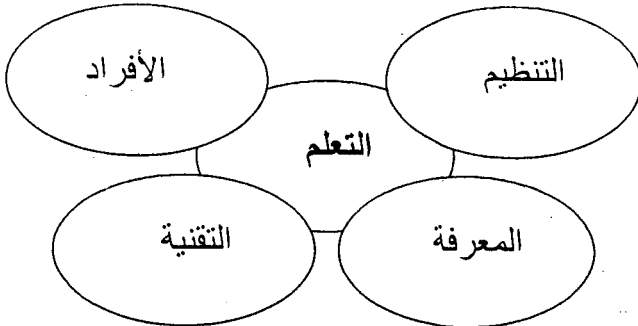 التنظيم
الأفراد
التعلم
المعرفة
التقنية